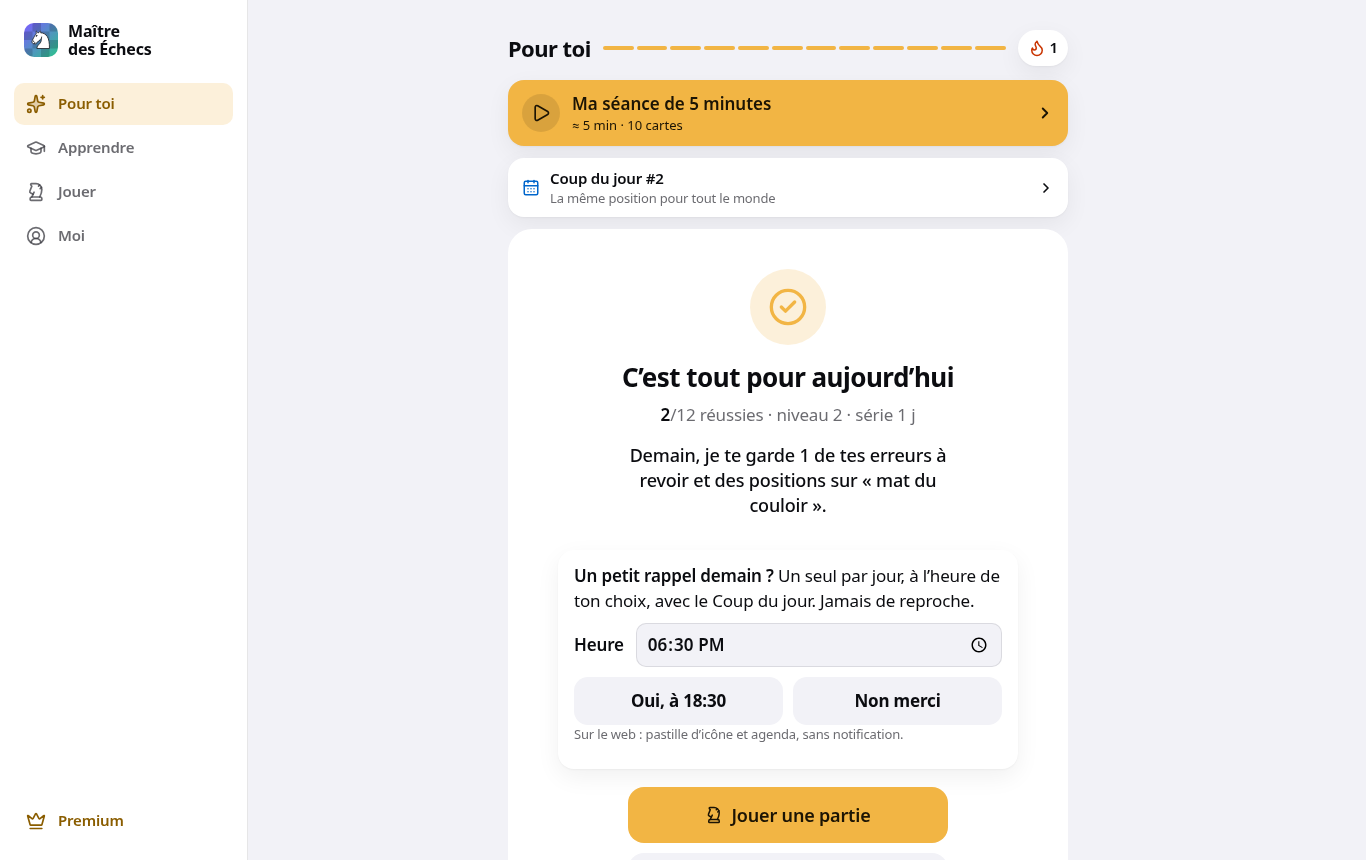 Maître
des Échecs
Pour toi
Apprendre
Jouer
Moi
Premium
Pour toi
1
Ma séance de 5 minutes
≈ 5 min · 10 cartes
Coup du jour #2
La même position pour tout le monde
C’est tout pour aujourd’hui
2/12 réussies · niveau 2 · série 1 j
Demain, je te garde 1 de tes erreurs à
revoir et des positions sur « mat du
couloir ».
Un petit rappel demain ? Un seul par jour, à l’heure de
ton choix, avec le Coup du jour. Jamais de reproche.
Heure
06:30 PM
Oui, à 18:30
Non merci
Sur le web : pastille d’icône et agenda, sans notification.
Jouer une partie